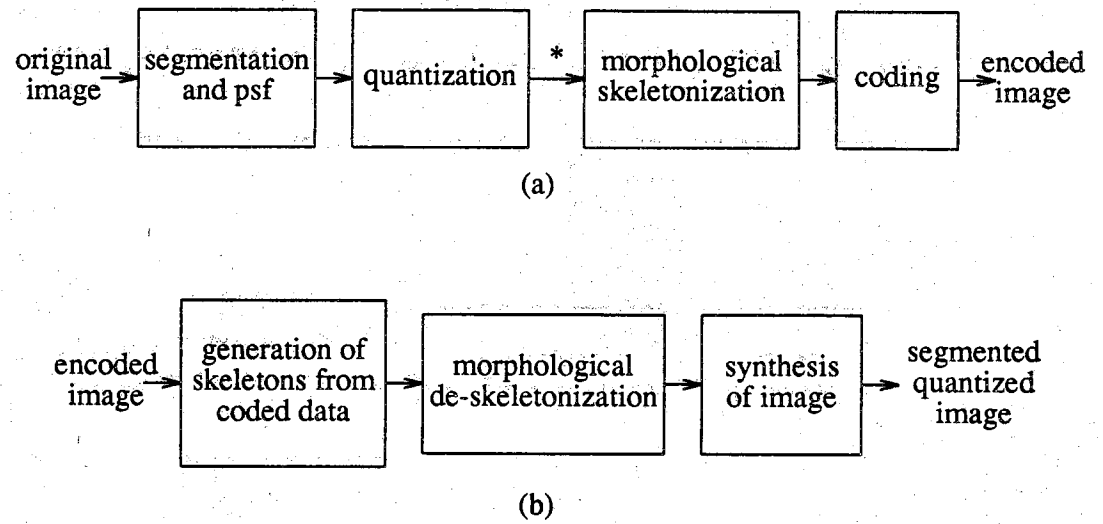 original
image
segmentation
and psf
quantization
*
morphological
skeletonization
coding
encoded
image
(a)
encoded
image
generation of
skeletons from
coded data
morphological
de-skeletonization
synthesis
of image
segmented
quantized
image
(b)